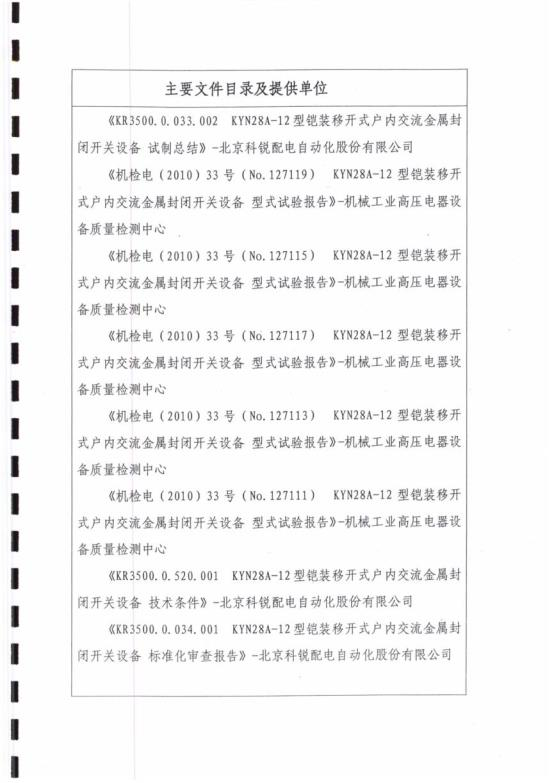 主要文件目录及提供单位
《KR3500.0.033.002 KYN28A-12型铠装移开式户内交流金属封
闭开关设备 试制总结》-北京科锐配电自动化股份有限公司
《机检电（2010）33号（No.127119） KYN28A-12型铠装移开
式户内交流金属封闭开关设备 型式试验报告》-机械工业高压电器设
备质量检测中心
《机检电（2010）33号（No.127115） KYN28A-12型铠装移开
式户内交流金属封闭开关设备 型式试验报告》-机械工业高压电器设
备质量检测中心
《机检电（2010）33号（No.127117） KYN28A-12型铠装移开
式户内交流金属封闭开关设备 型式试验报告》-机械工业高压电器设
备质量检测中心
《机检电（2010）33号（No.127113） KYN28A-12型铠装移开
式户内交流金属封闭开关设备 型式试验报告》-机械工业高压电器设
备质量检测中心
《机检电（2010）33号（No.127111） KYN28A-12型铠装移开
式户内交流金属封闭开关设备 型式试验报告》-机械工业高压电器设
备质量检测中心
《KR3500.0.520.001 KYN28A-12型铠装移开式户内交流金属封
闭开关设备 技术条件》-北京科锐配电自动化股份有限公司
《KR3500.0.034.001 KYN28A-12型铠装移开式户内交流金属封
闭开关设备 标准化审查报告》-北京科锐配电自动化股份有限公司